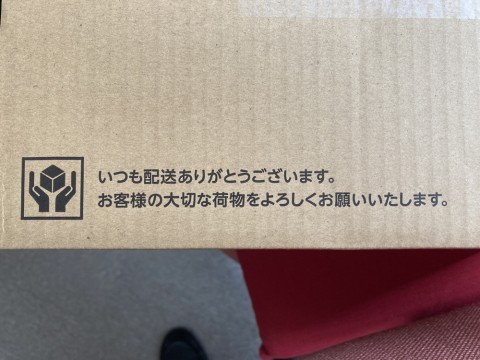 いつも配送ありがとうございます。
お客様の大切な荷物をよろしくお願いいたします。